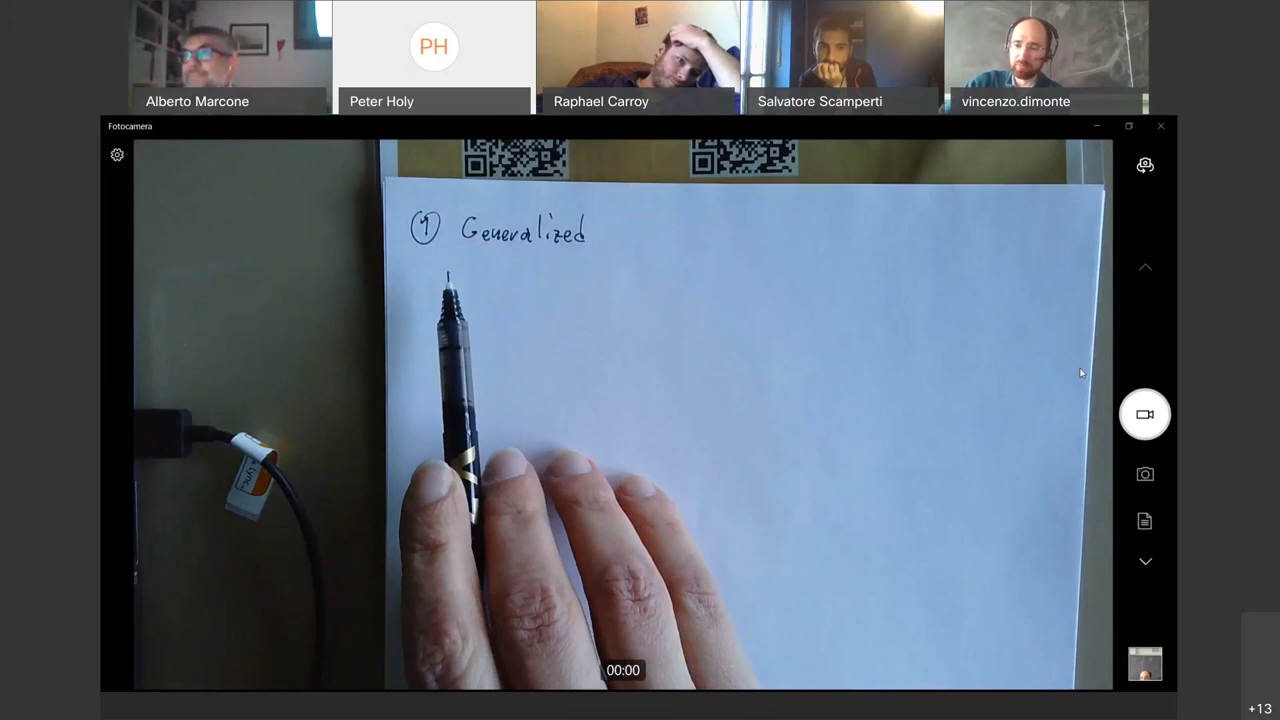 PH
Alberto Marcone
Peter Holy
Raphael Carroy
Salvatore Scamperti
vincenzo.dimonte
Fotocamera
① Generalized
00:00
+13